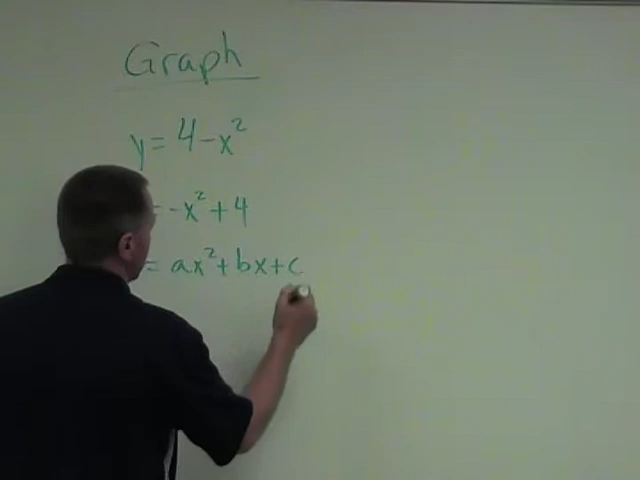 Graph
y = 4 - x²
= -x² + 4
= ax² + bx + c